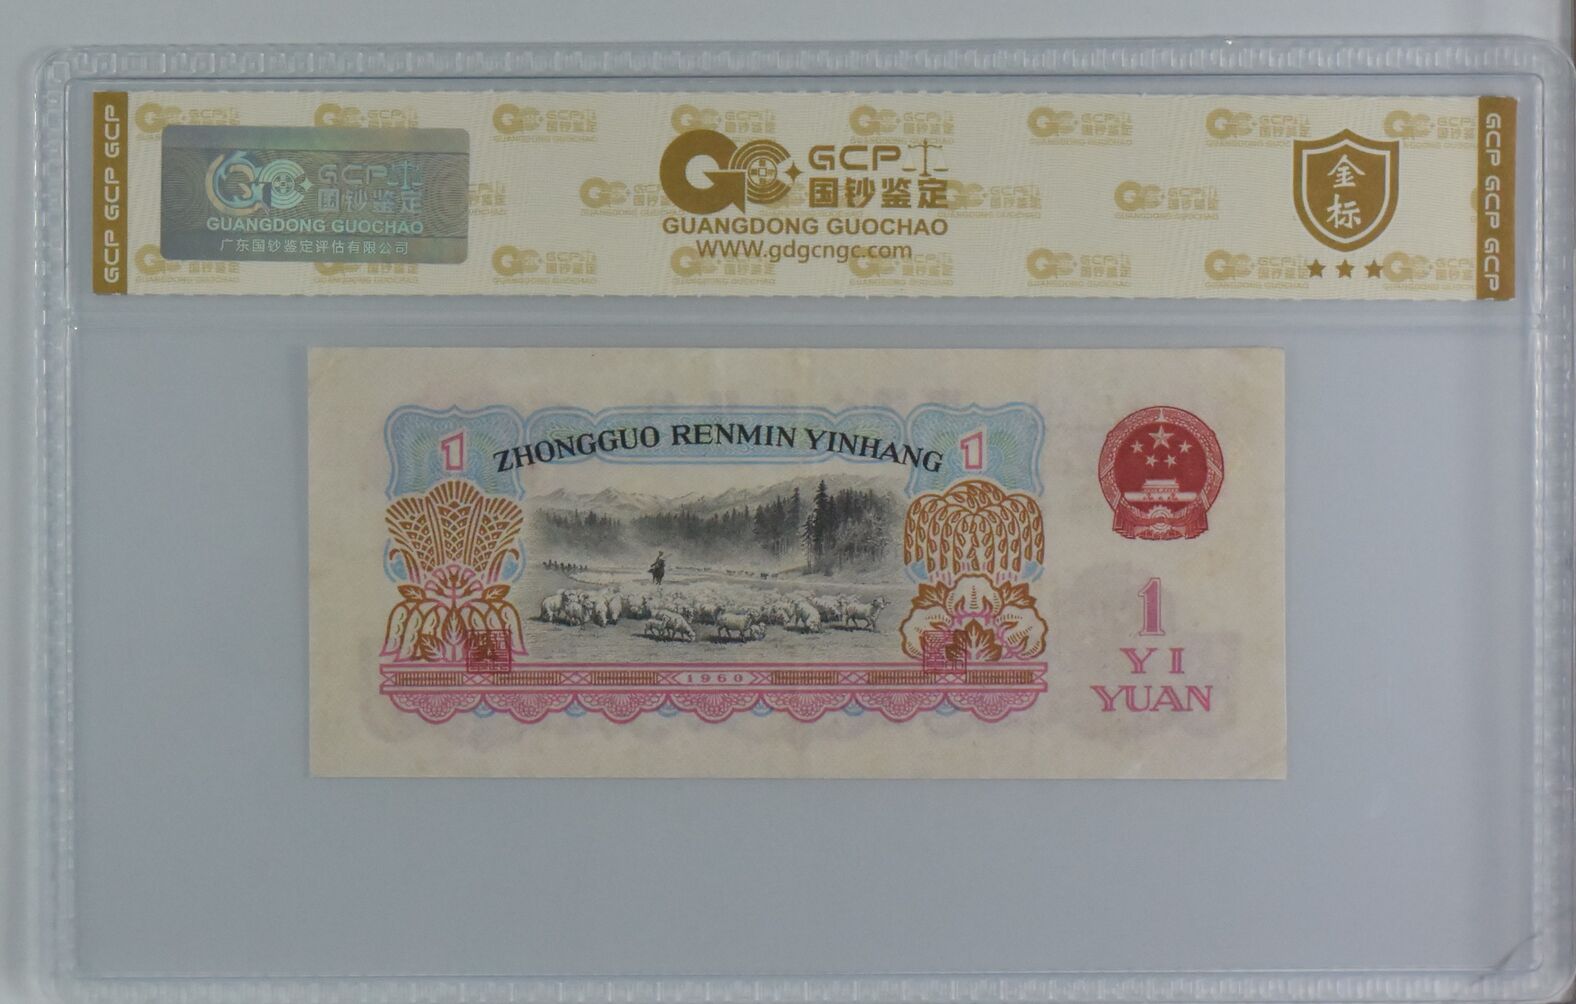 GCP GCP GCP
GCP
国钞鉴定
GUANGDONG GUOCHAO
广东国钞鉴定评估有限公司
GCP
国钞鉴定
GUANGDONG GUOCHAO
WWW.gdgcngc.com
金标
GCP GCP GCP
ZHONGGUO RENMIN YINHANG
1
1
1960
1
YI
YUAN